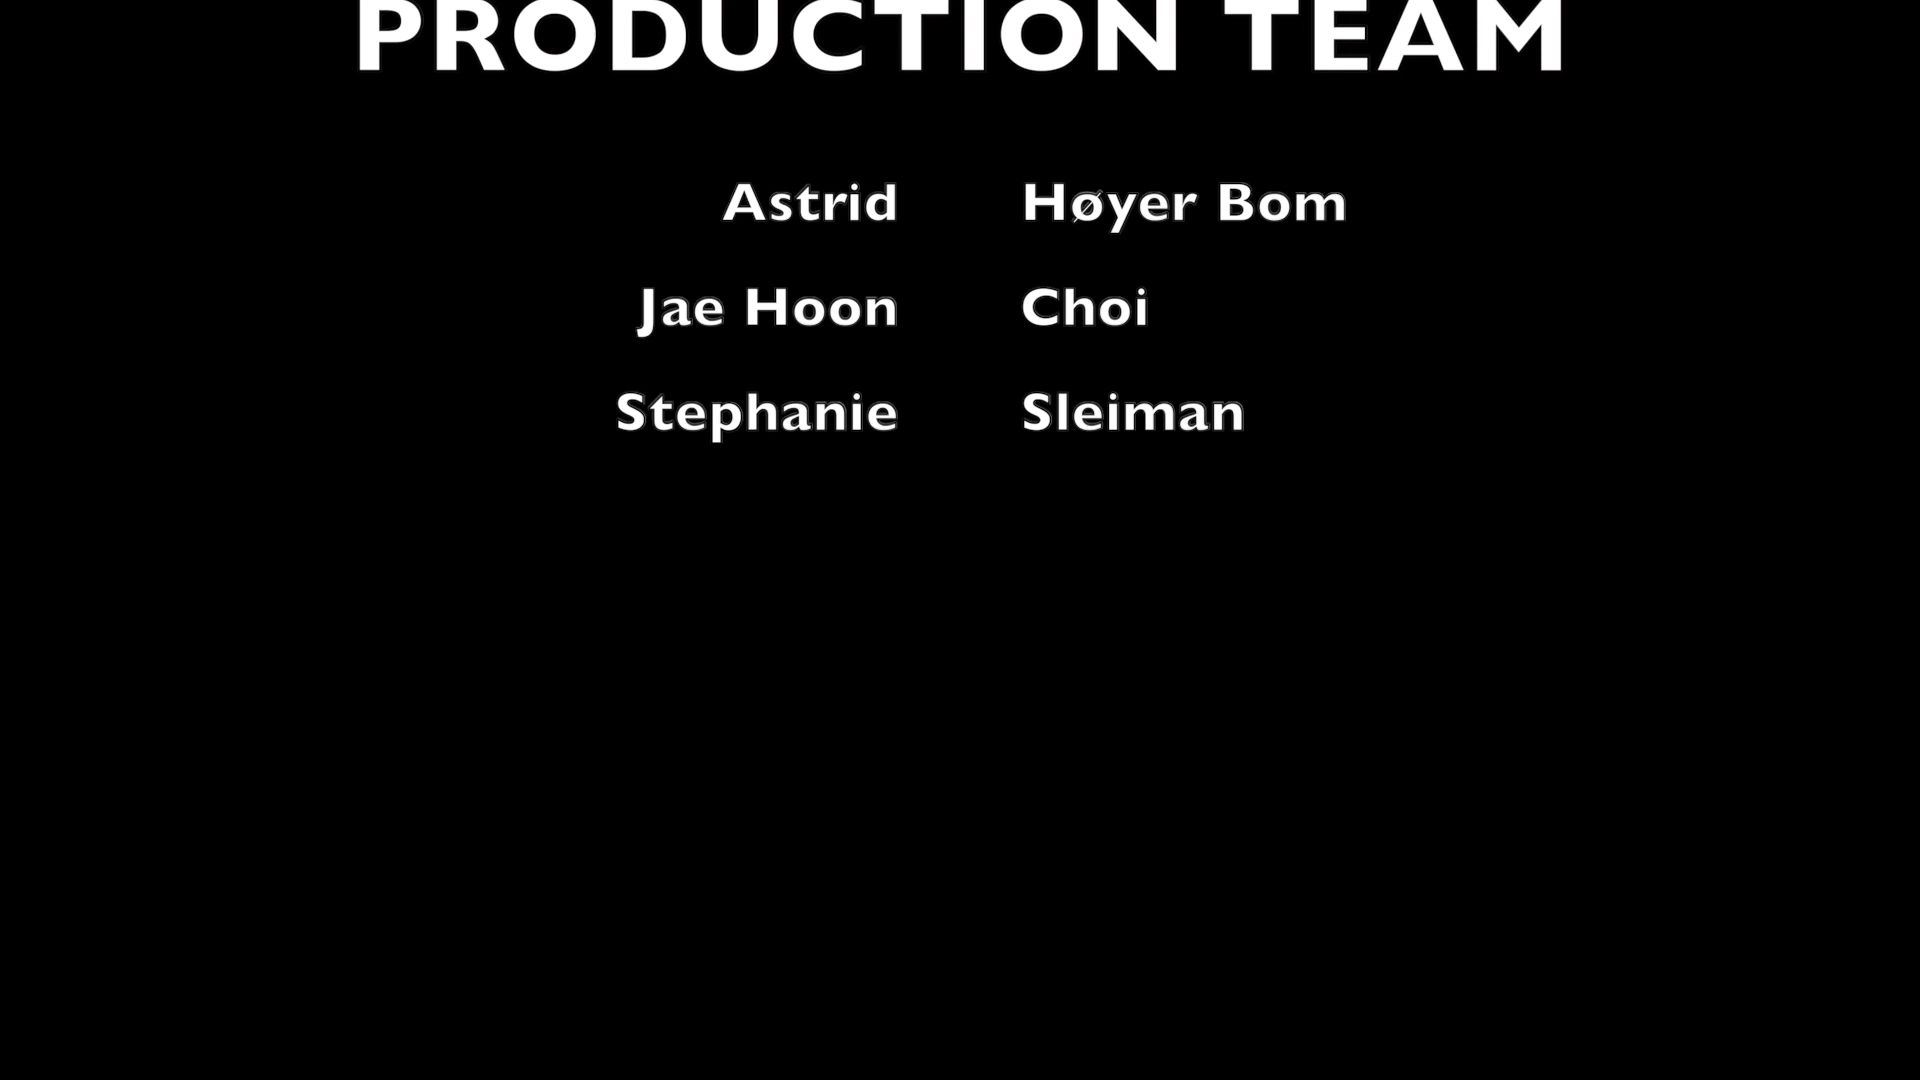 PRODUCTION TEAM
Astrid Høyer Bom
Jae Hoon Choi
Stephanie Sleiman